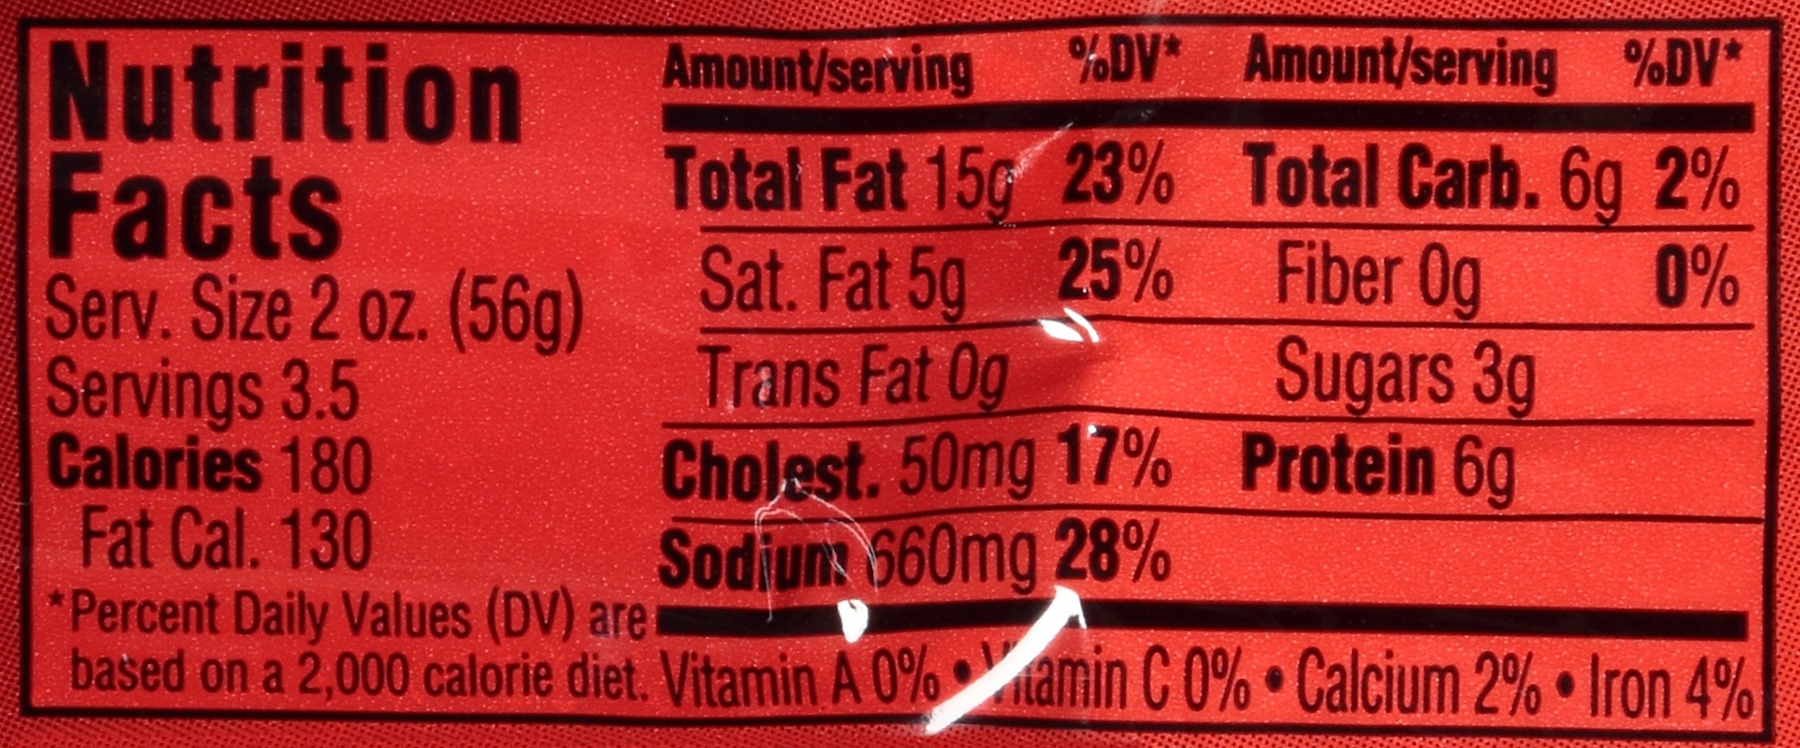 Nutrition
Facts
Serv. Size 2 oz. (56g)
Servings 3.5
Calories 180
Fat Cal. 130
*Percent Daily Values (DV) are
based on a 2,000 calorie diet.
Amount/serving %DV* Amount/serving %DV*
Total Fat 15g 23% Total Carb. 6g 2%
Sat. Fat 5g 25% Fiber 0g 0%
Trans Fat 0g Sugars 3g
Cholest. 50mg 17% Protein 6g
Sodium 660mg 28%
Vitamin A 0% • Vitamin C 0% • Calcium 2% • Iron 4%